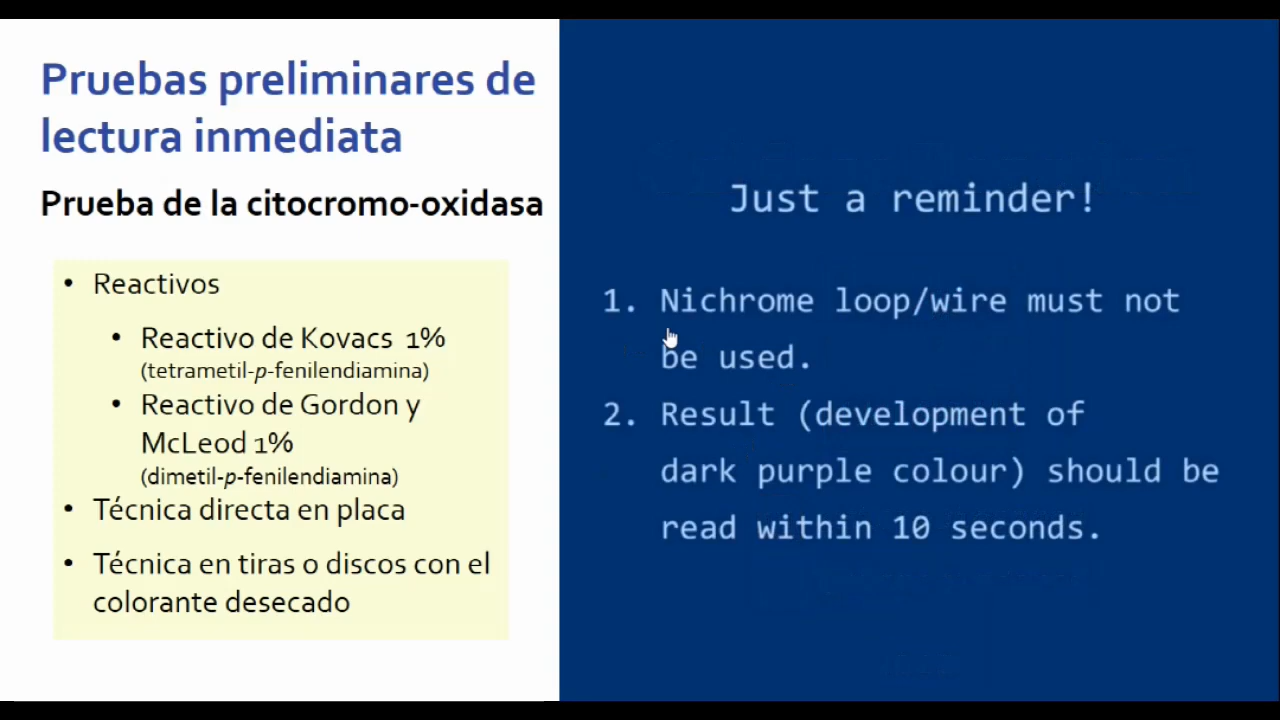 Pruebas preliminares de
lectura inmediata
Prueba de la citocromo-oxidasa
• Reactivos
• Reactivo de Kovacs 1%
(tetrametil-p-fenilendiamina)
• Reactivo de Gordon y
McLeod 1%
(dimetil-p-fenilendiamina)
• Técnica directa en placa
• Técnica en tiras o discos con el
colorante desecado
Just a reminder!
1. Nichrome loop/wire must not
be used.
2. Result (development of
dark purple colour) should be
read within 10 seconds.